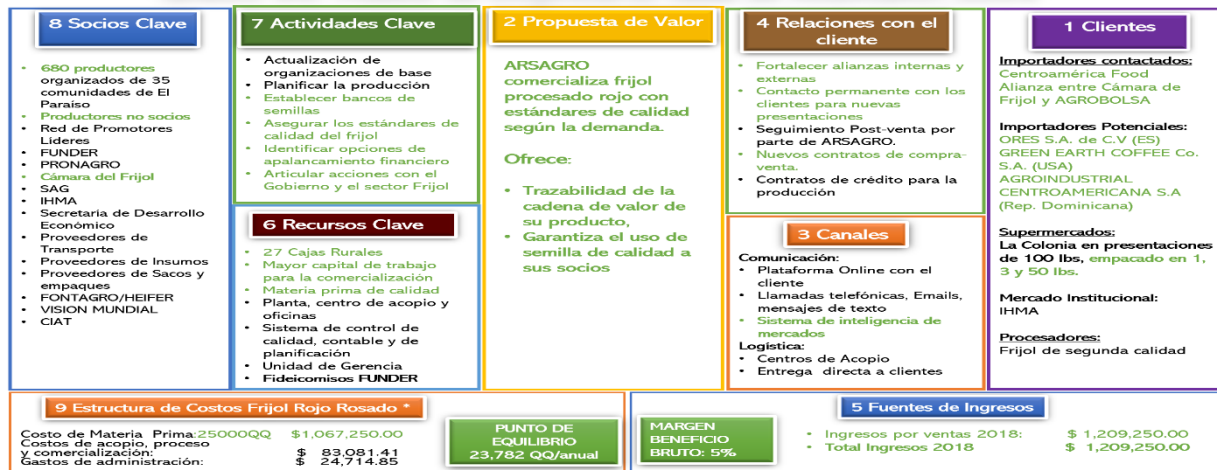 8 Socios Clave
• 680 productores
organizados de 35
comunidades de El
Paraíso
• Productores no socios
• Red de Promotores
Lideres
• FUNDER
• PRONAGRO
• Cámara del Frijol
• SAG
• IHMA
• Secretaria de Desarrollo
Económico
• Proveedores de
Transporte
• Proveedores de Insumos
• Proveedores de Sacos y
empaques
• FONTAGRO/HEIFER
• VISION MUNDIAL
• CIAT
7 Actividades Clave
• Actualización de
organizaciones de base
• Planificar la producción
• Establecer bancos de
semillas
• Asegurar los estándares de
calidad del frijol
• Identificar opciones de
apalancamiento financiero
• Articular acciones con el
Gobierno y el sector Frijol
6 Recursos Clave
• 27 Cajas Rurales
• Mayor capital de trabajo
para la comercialización
• Materia prima de calidad
• Planta, centro de acopio y
oficinas
• Sistema de control de
calidad, contable y de
planificación
• Unidad de Gerencia
• Fideicomisos FUNDER
2 Propuesta de Valor
ARSAGRO
comercializa frijol
procesado rojo con
estándares de calidad
según la demanda.
Ofrece:
• Trazabilidad de la
cadena de valor de
su producto,
• Garantiza el uso de
semilla de calidad a
sus socios
4 Relaciones con el
cliente
• Fortalecer alianzas internas y
externas
• Contacto permanente con los
clientes para nuevas
presentaciones
• Seguimiento Post-venta por
parte de ARSAGRO.
• Nuevos contratos de compra-
venta.
• Contratos de crédito para la
producción
3 Canales
Comunicación:
• Plataforma Online con el
cliente
• Llamadas telefónicas, Emails,
mensajes de texto
• Sistema de inteligencia de
mercados
Logística:
• Centros de Acopio
• Entrega directa a clientes
1 Clientes
Importadores contactados:
Centroamérica Food
Alianza entre Cámara de
Frijol y AGROBOLSA
Importadores Potenciales:
ORES S.A. de C.V (ES)
GREEN EARTH COFFEE Co.
S.A. (USA)
AGROINDUSTRIAL
CENTROAMERICANA S.A
(Rep. Dominicana)
Supermercados:
La Colonia en presentaciones
de 100 lbs, empacado en 1,
3 y 50 lbs.
Mercado Institucional:
IHMA
Procesadores:
Frijol de segunda calidad
9 Estructura de Costos Frijol Rojo Rosado *
Costo de Materia Prima:25000QQ $1,067,250.00
Costos de acopio, proceso
y comercialización: $ 83,081.41
Gastos de administración: $ 24,714.85
PUNTO DE
EQUILIBRIO
23,782 QQ/anual
5 Fuentes de Ingresos
MARGEN
BENEFICIO
BRUTO: 5%
• Ingresos por ventas 2018: $ 1,209,250.00
• Total Ingresos 2018 $ 1,209,250.00